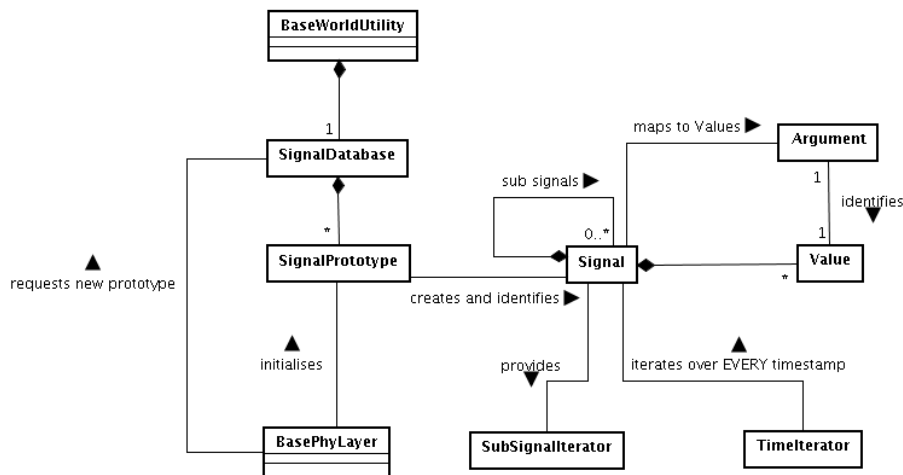 BaseWorldUtility
1
SignalDatabase
maps to Values
Argument
sub signals
1
identifies
*
0..*
1
SignalPrototype
Signal
Value
*
requests new prototype
creates and identifies
initialises
provides
iterates over EVERY timestamp
BasePhyLayer
SubSignalIterator
TimeIterator